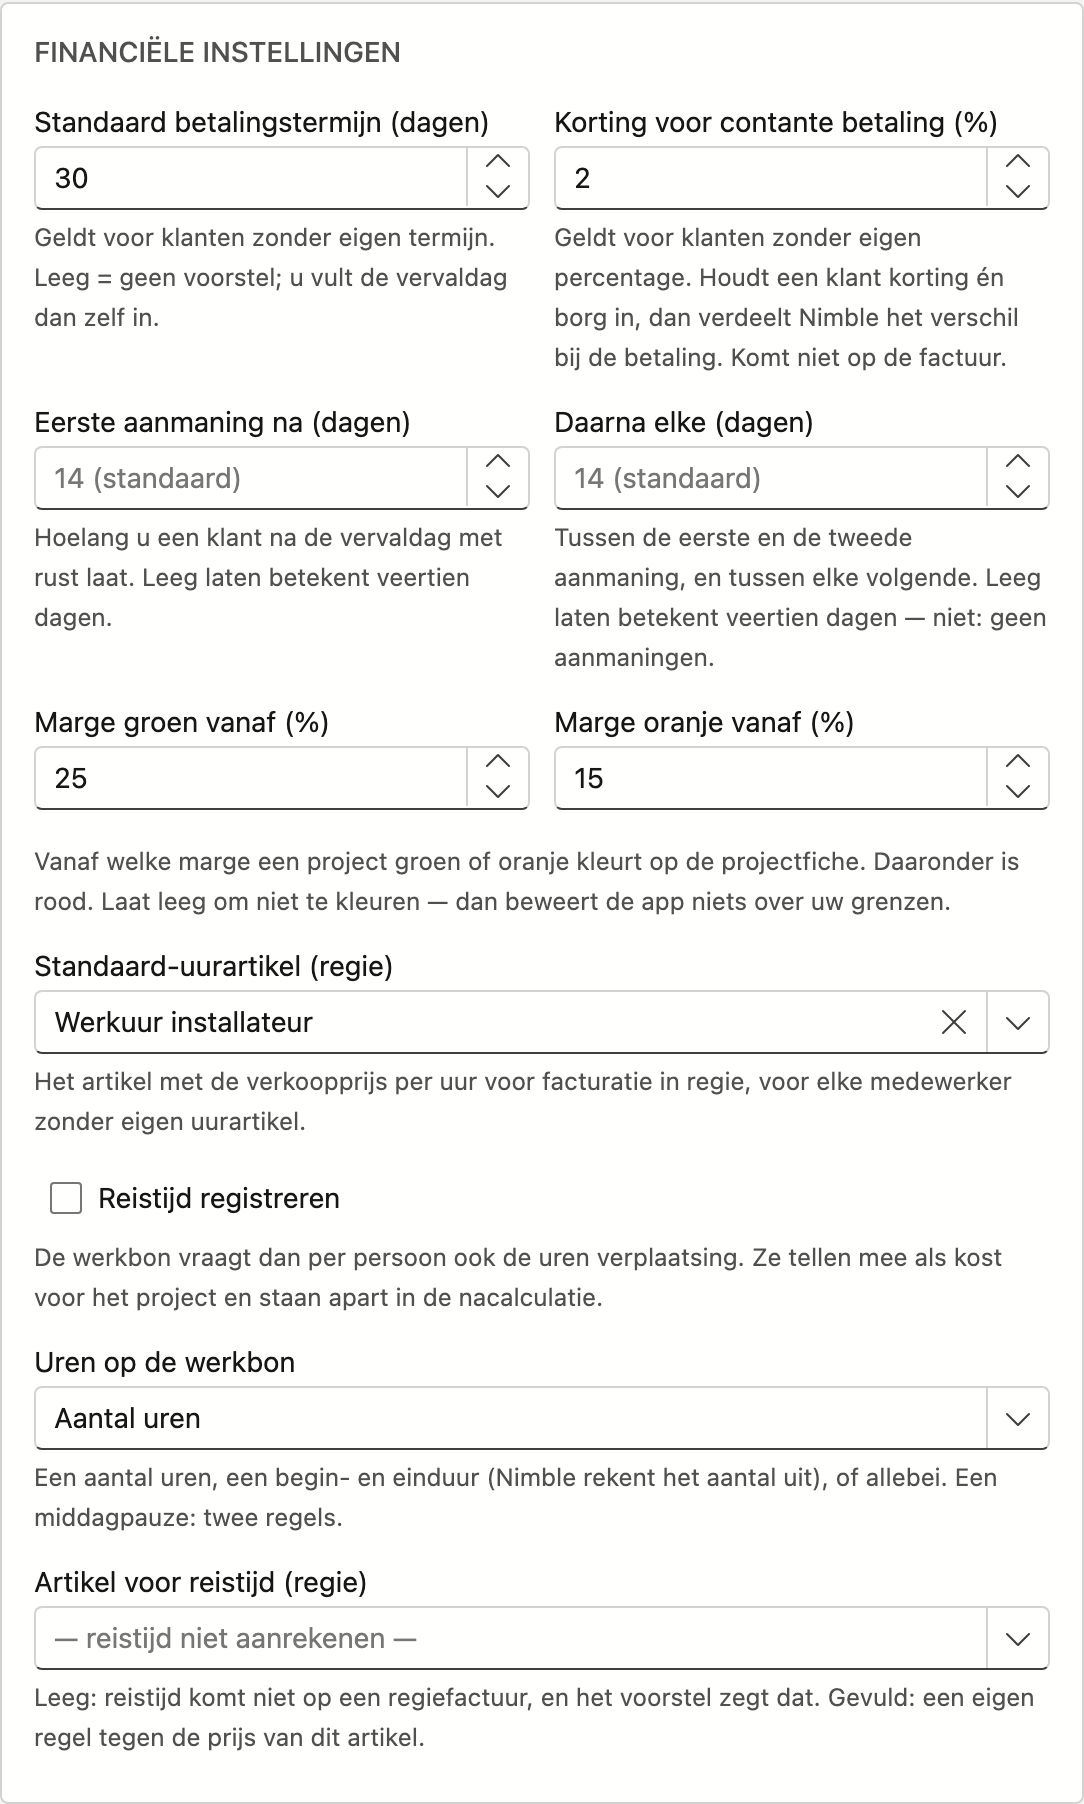 FINANCIËLE INSTELLINGEN
Standaard betalingstermijn (dagen)
30
Geldt voor klanten zonder eigen termijn.
Leeg = geen voorstel; u vult de vervaldag
dan zelf in.
Korting voor contante betaling (%)
2
Geldt voor klanten zonder eigen
percentage. Houdt een klant korting én
borg in, dan verdeelt Nimble het verschil
bij de betaling. Komt niet op de factuur.
Eerste aanmaning na (dagen)
14 (standaard)
Hoelang u een klant na de vervaldag met
rust laat. Leeg laten betekent veertien
dagen.
Daarna elke (dagen)
14 (standaard)
Tussen de eerste en de tweede
aanmaning, en tussen elke volgende. Leeg
laten betekent veertien dagen — niet: geen
aanmaningen.
Marge groen vanaf (%)
25
Marge oranje vanaf (%)
15
Vanaf welke marge een project groen of oranje kleurt op de projectfiche. Daaronder is
rood. Laat leeg om niet te kleuren — dan beweert de app niets over uw grenzen.
Standaard-uurartikel (regie)
Werkuur installateur
Het artikel met de verkoopprijs per uur voor facturatie in regie, voor elke medewerker
zonder eigen uurartikel.
Reistijd registreren
De werkbon vraagt dan per persoon ook de uren verplaatsing. Ze tellen mee als kost
voor het project en staan apart in de nacalculatie.
Uren op de werkbon
Aantal uren
Een aantal uren, een begin- en einduur (Nimble rekent het aantal uit), of allebei. Een
middagpauze: twee regels.
Artikel voor reistijd (regie)
— reistijd niet aanrekenen —
Leeg: reistijd komt niet op een regiefactuur, en het voorstel zegt dat. Gevuld: een eigen
regel tegen de prijs van dit artikel.